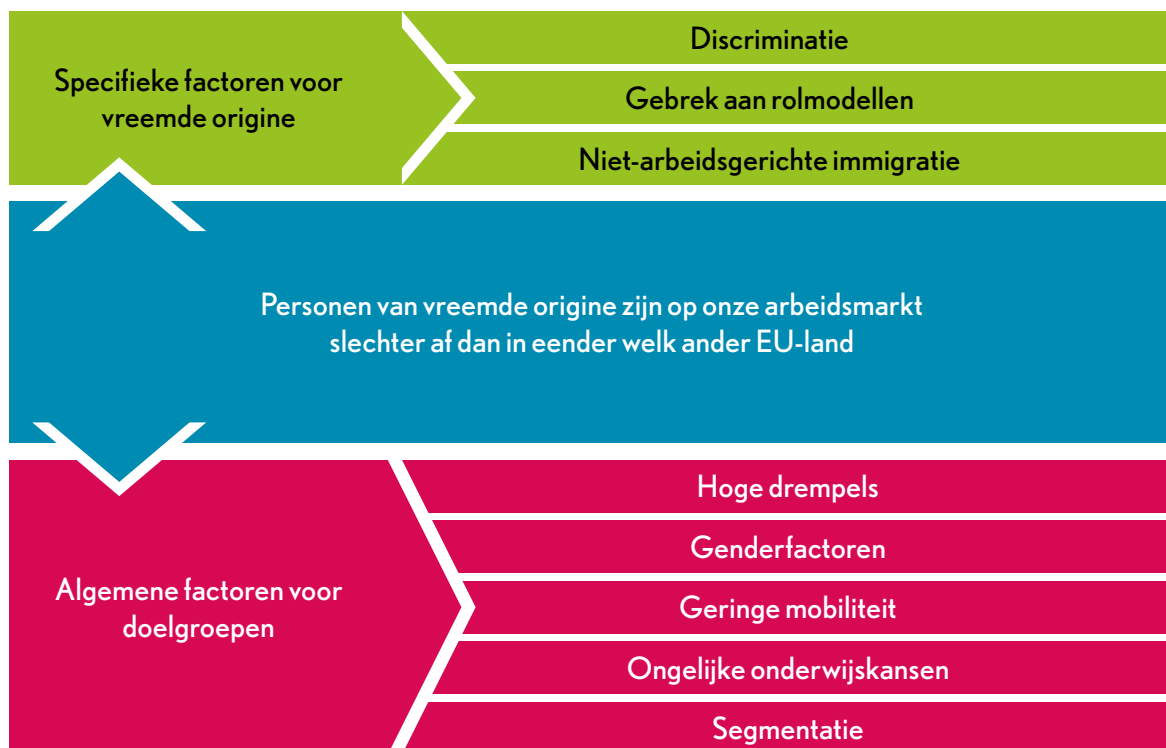 Specifieke factoren voor
vreemde origine
Discriminatie
Gebrek aan rolmodellen
Niet-arbeidsgerichte immigratie
Personen van vreemde origine zijn op onze arbeidsmarkt
slechter af dan in eender welk ander EU-land
Algemene factoren voor
doelgroepen
Hoge drempels
Genderfactoren
Geringe mobiliteit
Ongelijke onderwijskansen
Segmentatie